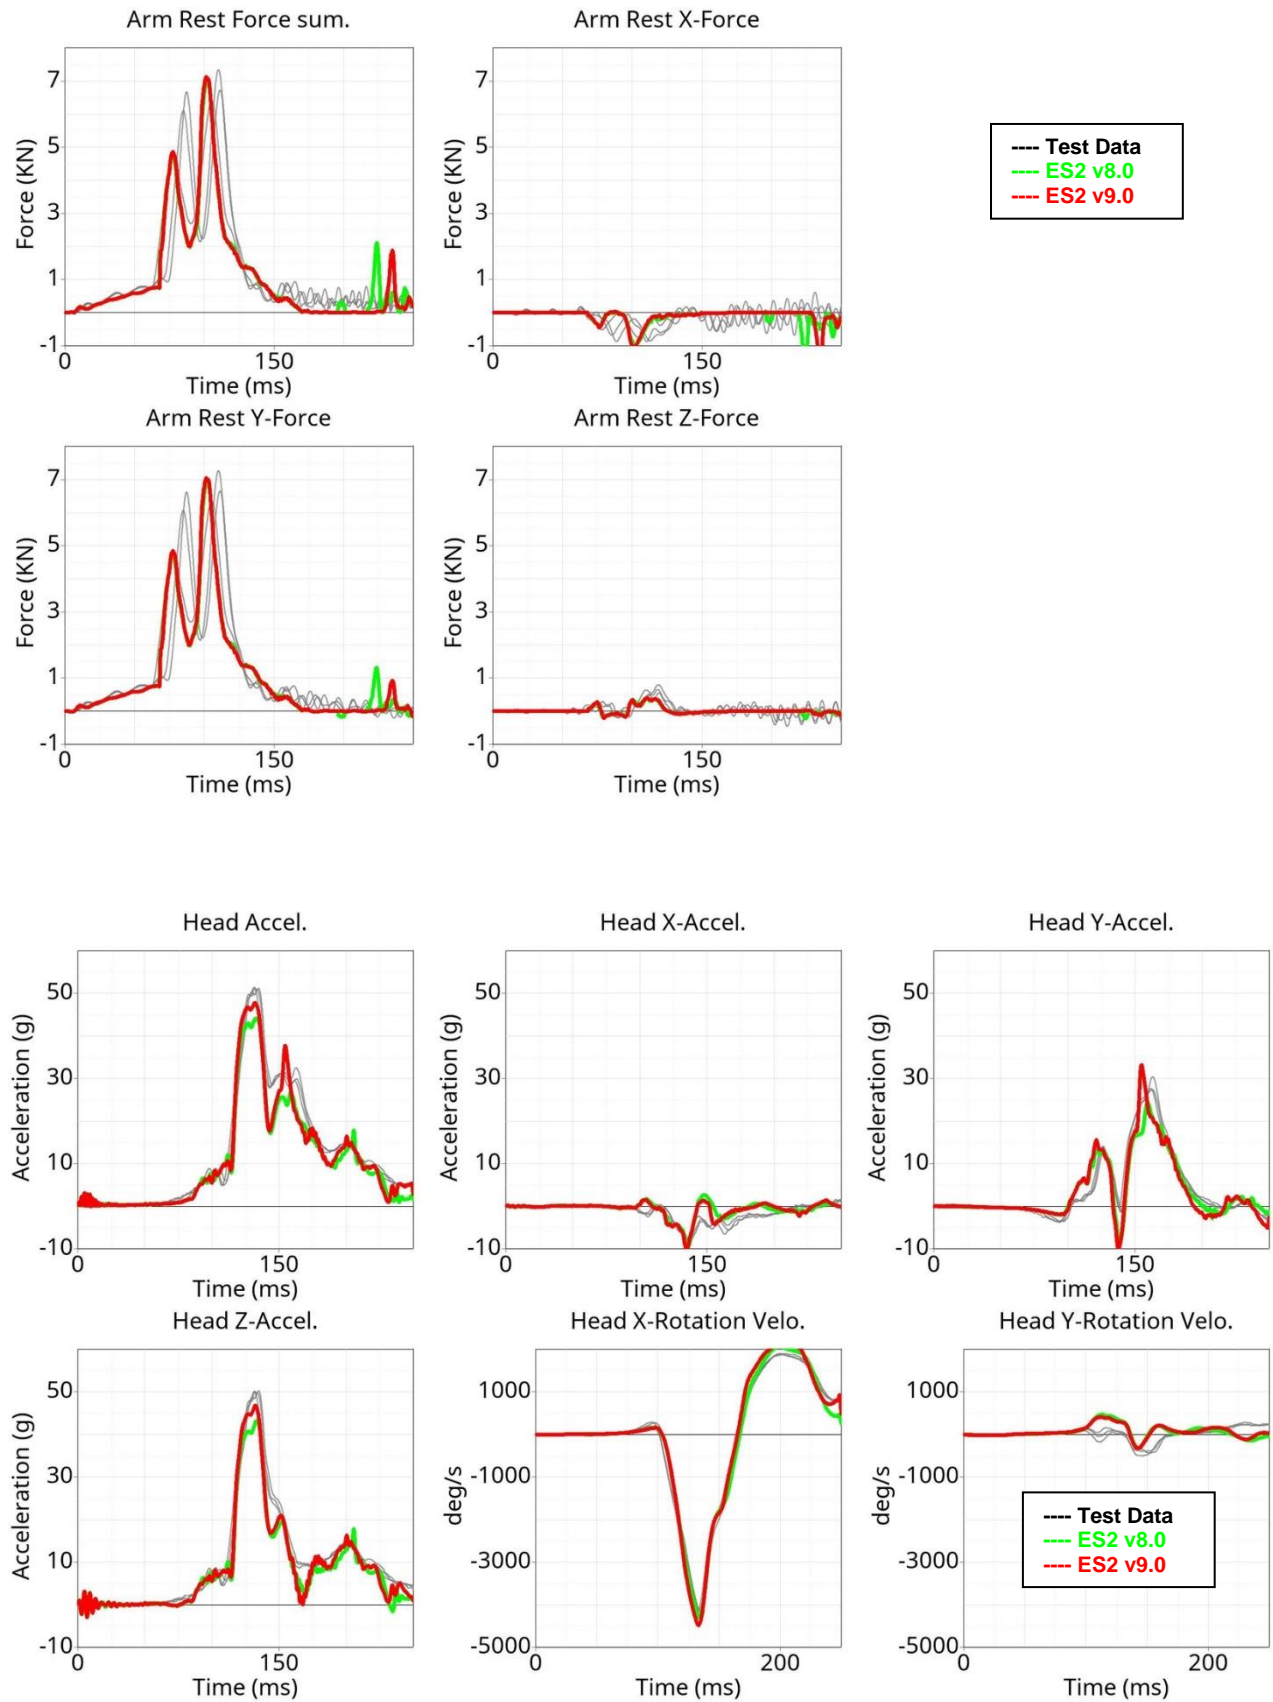 Arm Rest Force sum.
Arm Rest X-Force
7
5
3
1
-1
Force (KN)
0
150
Time (ms)
7
5
3
1
-1
Force (KN)
0
150
Time (ms)
---- Test Data
---- ES2 v8.0
---- ES2 v9.0
Arm Rest Y-Force
Arm Rest Z-Force
7
5
3
1
-1
Force (KN)
0
150
Time (ms)
7
5
3
1
-1
Force (KN)
0
150
Time (ms)
Head Accel.
Head X-Accel.
Head Y-Accel.
50
30
10
-10
Acceleration (g)
0
150
Time (ms)
50
30
10
-10
Acceleration (g)
0
150
Time (ms)
50
30
10
-10
Acceleration (g)
0
150
Time (ms)
Head Z-Accel.
Head X-Rotation Velo.
Head Y-Rotation Velo.
50
30
10
-10
Acceleration (g)
0
150
Time (ms)
1000
-1000
-3000
-5000
deg/s
0
200
Time (ms)
1000
-1000
-3000
-5000
deg/s
0
200
Time (ms)
---- Test Data
---- ES2 v8.0
---- ES2 v9.0